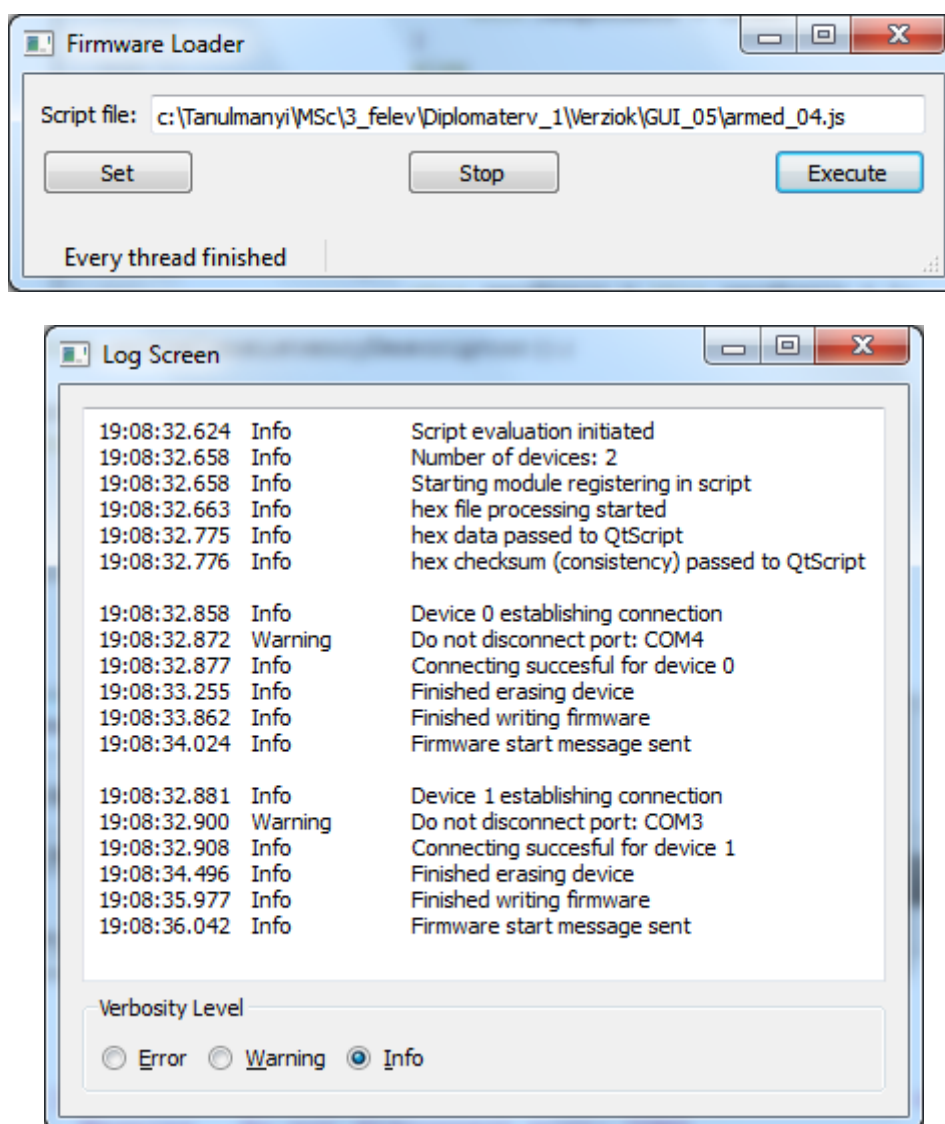 Firmware Loader
Script file: c:\Tanulmanyi\MSc\3_felev\Diplomaterv_1\Verziok\GUI_05\armed_04.js
Set Stop Execute
Every thread finished
Log Screen
19:08:32.624 Info Script evaluation initiated
19:08:32.658 Info Number of devices: 2
19:08:32.658 Info Starting module registering in script
19:08:32.663 Info hex file processing started
19:08:32.775 Info hex data passed to QtScript
19:08:32.776 Info hex checksum (consistency) passed to QtScript
19:08:32.858 Info Device 0 establishing connection
19:08:32.872 Warning Do not disconnect port: COM4
19:08:32.877 Info Connecting succesful for device 0
19:08:33.255 Info Finished erasing device
19:08:33.862 Info Finished writing firmware
19:08:34.024 Info Firmware start message sent
19:08:32.881 Info Device 1 establishing connection
19:08:32.900 Warning Do not disconnect port: COM3
19:08:32.908 Info Connecting succesful for device 1
19:08:34.496 Info Finished erasing device
19:08:35.977 Info Finished writing firmware
19:08:36.042 Info Firmware start message sent
Verbosity Level
Error Warning Info